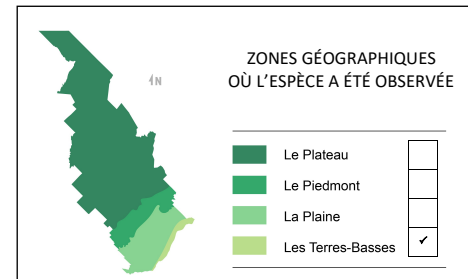 ZONES GÉOGRAPHIQUES
OÙ L'ESPÈCE A ÉTÉ OBSERVÉE
N
Le Plateau
Le Piedmont
La Plaine
Les Terres-Basses ✓